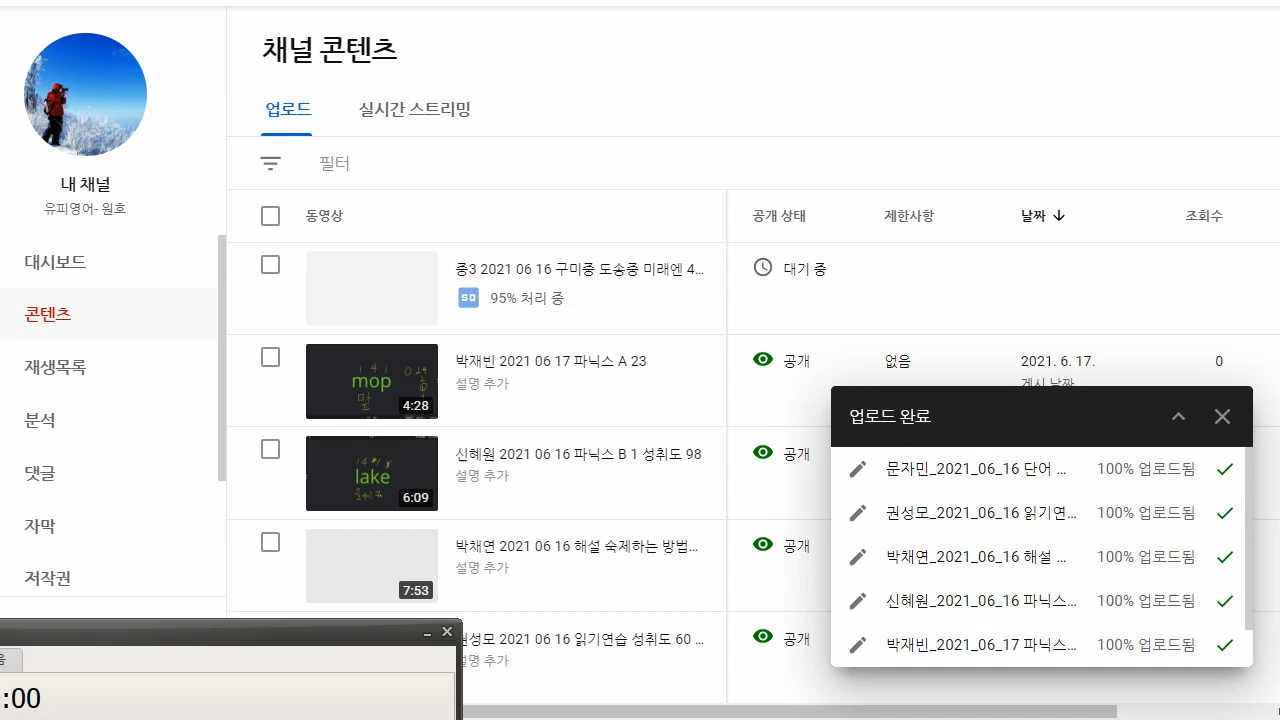 채널 콘텐츠
업로드 실시간 스트리밍
필터
내 채널
유피영어- 원호
대시보드
콘텐츠
재생목록
분석
댓글
자막
저작권
동영상 공개 상태 제한사항 날짜 조회수
중3 2021 06 16 구미중 도송중 미래엔 4... 대기 중
SD 95% 처리 중
박재빈 2021 06 17 파닉스 A 23 공개 없음 2021. 6. 17. 0
설명 추가 게시 날짜
mop
4:28
신혜원 2021 06 16 파닉스 B 1 성취도 98 공개
설명 추가
lake
6:09
박채연 2021 06 16 해설 숙제하는 방법... 공개
설명 추가
7:53
권성모 2021 06 16 읽기연습 성취도 60 ... 공개
설명 추가
업로드 완료
문자민_2021_06_16 단어 ... 100% 업로드됨
권성모_2021_06_16 읽기연... 100% 업로드됨
박채연_2021_06_16 해설 ... 100% 업로드됨
신혜원_2021_06_16 파닉스... 100% 업로드됨
박재빈_2021_06_17 파닉스... 100% 업로드됨
:00